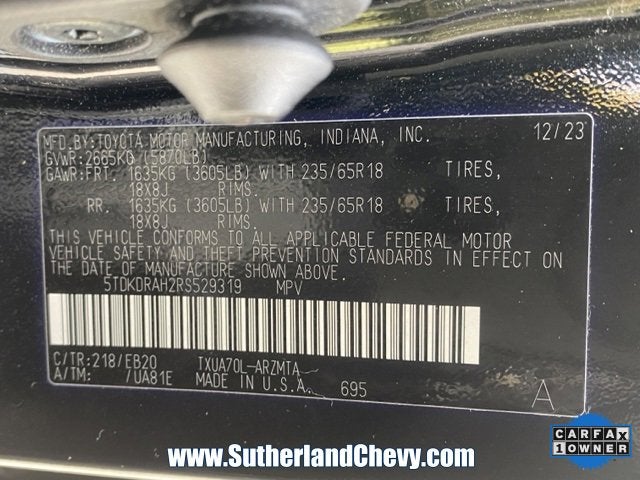 MFD.BY:TOYOTA MOTOR MANUFACTURING, INDIANA, INC. 12/23
GVWR:2665KG (5870LB)
GAWR:FRT. 1635KG (3605LB) WITH 235/65R18 TIRES,
18X8J RIMS.
RR. 1635KG (3605LB) WITH 235/65R18 TIRES,
18X8J RIMS.
THIS VEHICLE CONFORMS TO ALL APPLICABLE FEDERAL MOTOR
VEHICLE SAFETY AND THEFT PREVENTION STANDARDS IN EFFECT ON
THE DATE OF MANUFACTURE SHOWN ABOVE.
5TDKDRAH2RS529319 MPV
C/TR:218/EB20 TXUA70L-ARZMTA
A/TM: /UA81E MADE IN U.S.A. 695 A
CARFAX
1 OWNER
www.SutherlandChevy.com